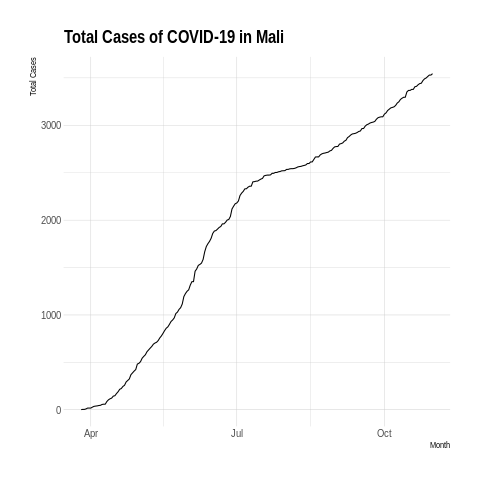 Total Cases of COVID-19 in Mali
Total Cases
3000
2000
1000
0
Apr Jul Oct
Month